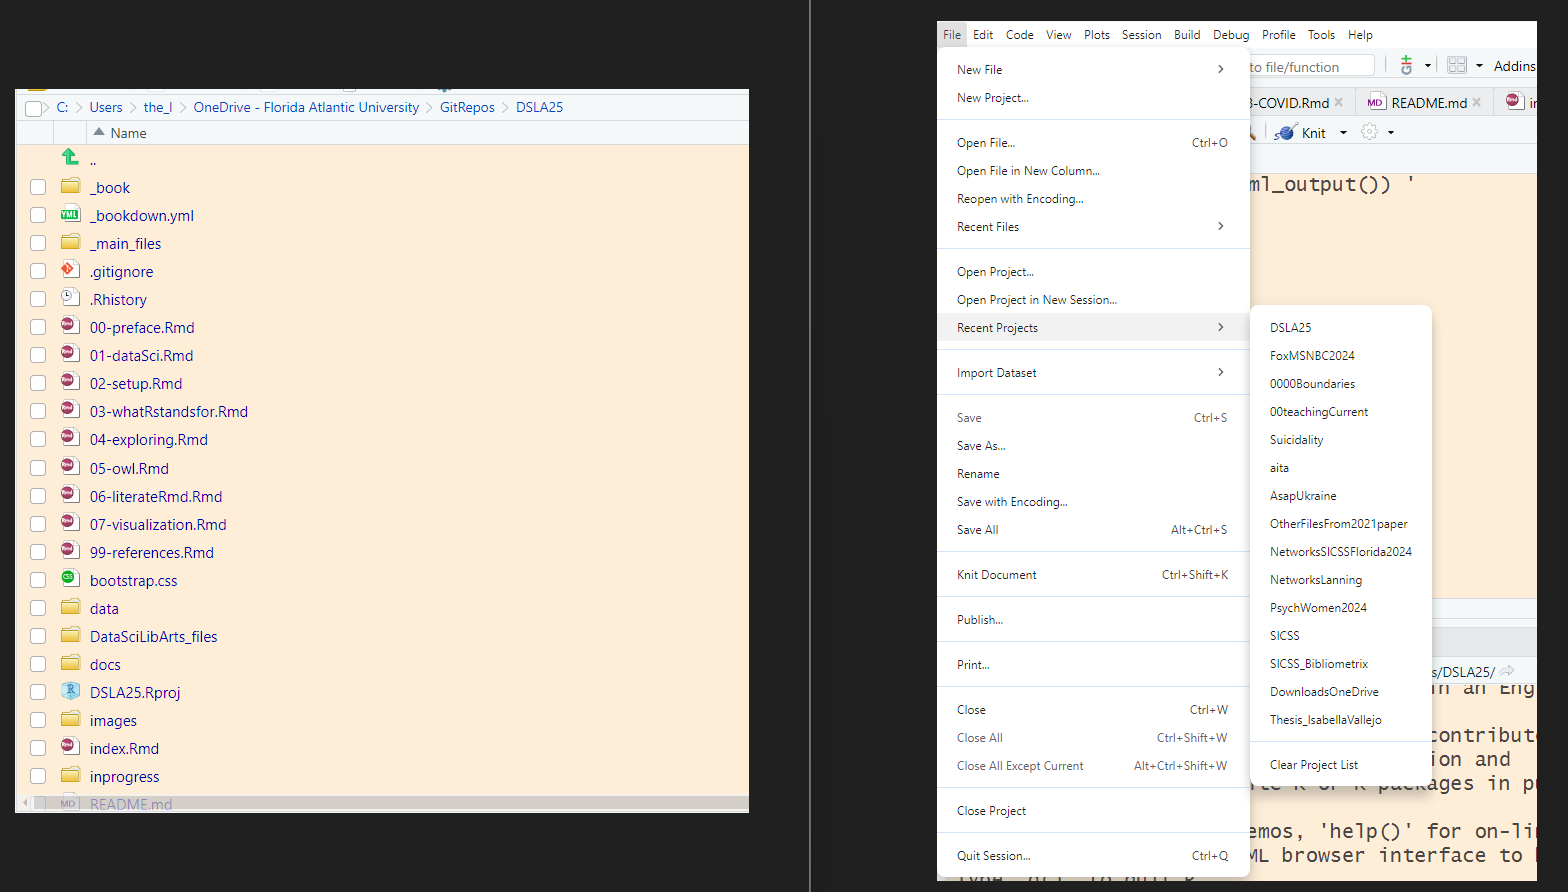 C: Users the_l OneDrive - Florida Atlantic University GitRepos DSLA25
Name
..
_book
_bookdown.yml
_main_files
.gitignore
.Rhistory
00-preface.Rmd
01-dataSci.Rmd
02-setup.Rmd
03-whatRstandsfor.Rmd
04-exploring.Rmd
05-owl.Rmd
06-literateRmd.Rmd
07-visualization.Rmd
99-references.Rmd
bootstrap.css
data
DataSciLibArts_files
docs
DSLA25.Rproj
images
index.Rmd
inprogress
README.md
File Edit Code View Plots Session Build Debug Profile Tools Help
to file/function Addins
-COVID.Rmd README.md
Knit
ml_output()) '
New File
New Project...
Open File... Ctrl+O
Open File in New Column...
Reopen with Encoding...
Recent Files
Open Project...
Open Project in New Session...
Recent Projects
Import Dataset
Save Ctrl+S
Save As...
Rename
Save with Encoding...
Save All Alt+Ctrl+S
Knit Document Ctrl+Shift+K
Publish...
Print...
Close Ctrl+W
Close All Ctrl+Shift+W
Close All Except Current Alt+Ctrl+Shift+W
Close Project
Quit Session... Ctrl+Q
DSLA25
FoxMSNBC2024
0000Boundaries
00teachingCurrent
Suicidality
aita
AsapUkraine
OtherFilesFrom2021paper
NetworksSICSSFlorida2024
NetworksLanning
PsychWomen2024
SICSS
SICSS_Bibliometrix
DownloadsOneDrive
Thesis_IsabellaVallejo
Clear Project List
s/DSLA25/
in an Eng
contribut
ion and
R or R packages in pu
emos, 'help()' for on-lin
ML browser interface to